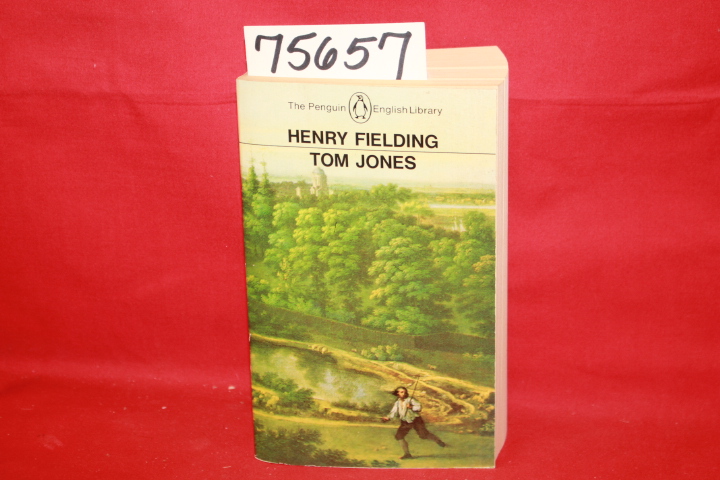 75657
The Penguin English Library
HENRY FIELDING
TOM JONES